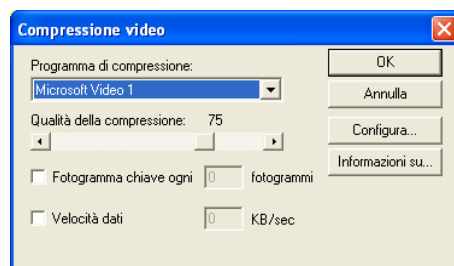 Compressione video
Programma di compressione:
Microsoft Video 1
Qualità della compressione: 75
Fotogramma chiave ogni 0 fotogrammi
Velocità dati 0 KB/sec
OK
Annulla
Configura...
Informazioni su...